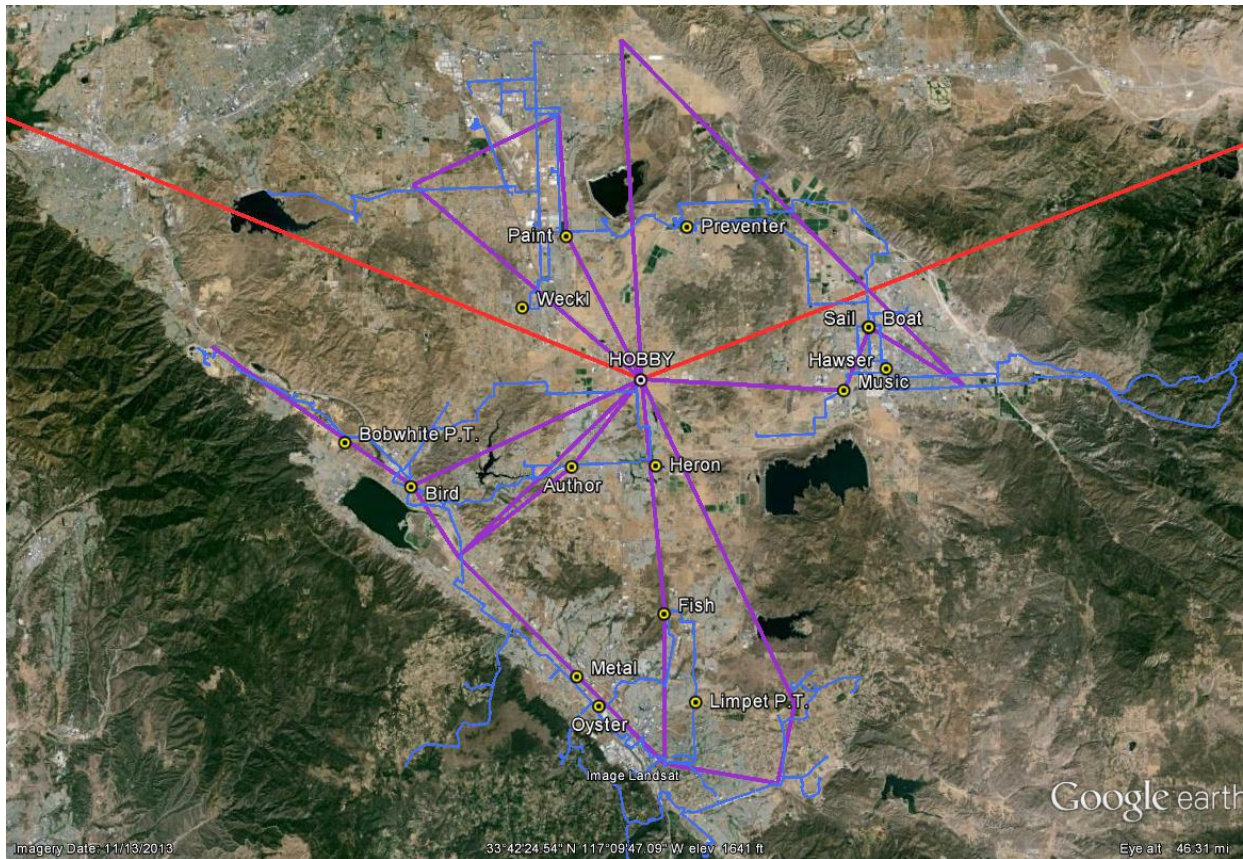 Preventer
Paint
Weckl
Sail
Boat
HOBBY
Hawser
Music
Bobwhite P.T.
Heron
Bird
Author
Fish
Metal
Limpet P.T.
Oyster
Image Landsat
Google earth
Imagery Date: 11/13/2013
33°42'24.54" N 117°09'47.09" W elev 1641 ft
Eye alt 46.31 mi